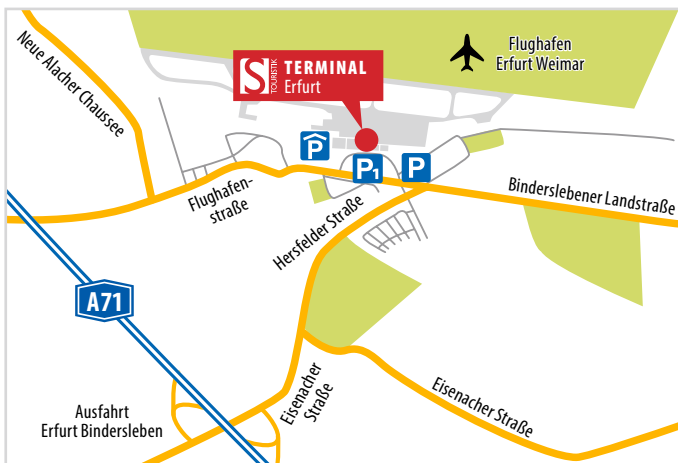 Neue Alacher Chaussee
S
TOURISTIK
TERMINAL
Erfurt
Flughafen
Erfurt Weimar
P
P1
P
Flughafen-
straße
Hersfelder Straße
Binderslebener Landstraße
A71
Ausfahrt
Erfurt Bindersleben
Eisenacher
Straße
Eisenacher Straße